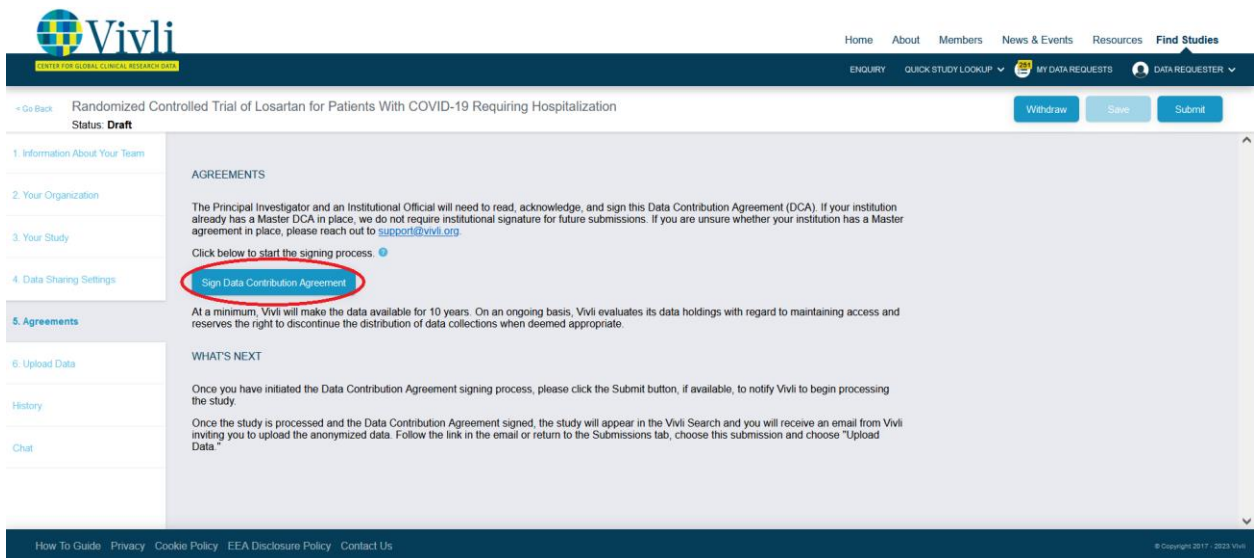 Vivli
CENTER FOR GLOBAL CLINICAL RESEARCH DATA
Home About Members News & Events Resources Find Studies
ENQUIRY QUICK STUDY LOOKUP 251 MY DATA REQUESTS DATA REQUESTER
< Go Back Randomized Controlled Trial of Losartan for Patients With COVID-19 Requiring Hospitalization
Status: Draft
Withdraw Save Submit
1. Information About Your Team
2. Your Organization
3. Your Study
4. Data Sharing Settings
5. Agreements
6. Upload Data
History
Chat
AGREEMENTS
The Principal Investigator and an Institutional Official will need to read, acknowledge, and sign this Data Contribution Agreement (DCA). If your institution
already has a Master DCA in place, we do not require institutional signature for future submissions. If you are unsure whether your institution has a Master
agreement in place, please reach out to support@vivli.org.
Click below to start the signing process. ?
Sign Data Contribution Agreement
At a minimum, Vivli will make the data available for 10 years. On an ongoing basis, Vivli evaluates its data holdings with regard to maintaining access and
reserves the right to discontinue the distribution of data collections when deemed appropriate.
WHAT'S NEXT
Once you have initiated the Data Contribution Agreement signing process, please click the Submit button, if available, to notify Vivli to begin processing
the study.
Once the study is processed and the Data Contribution Agreement signed, the study will appear in the Vivli Search and you will receive an email from Vivli
inviting you to upload the anonymized data. Follow the link in the email or return to the Submissions tab, choose this submission and choose "Upload
Data."
How To Guide Privacy Cookie Policy EEA Disclosure Policy Contact Us
© Copyright 2017 - 2023 Vivli